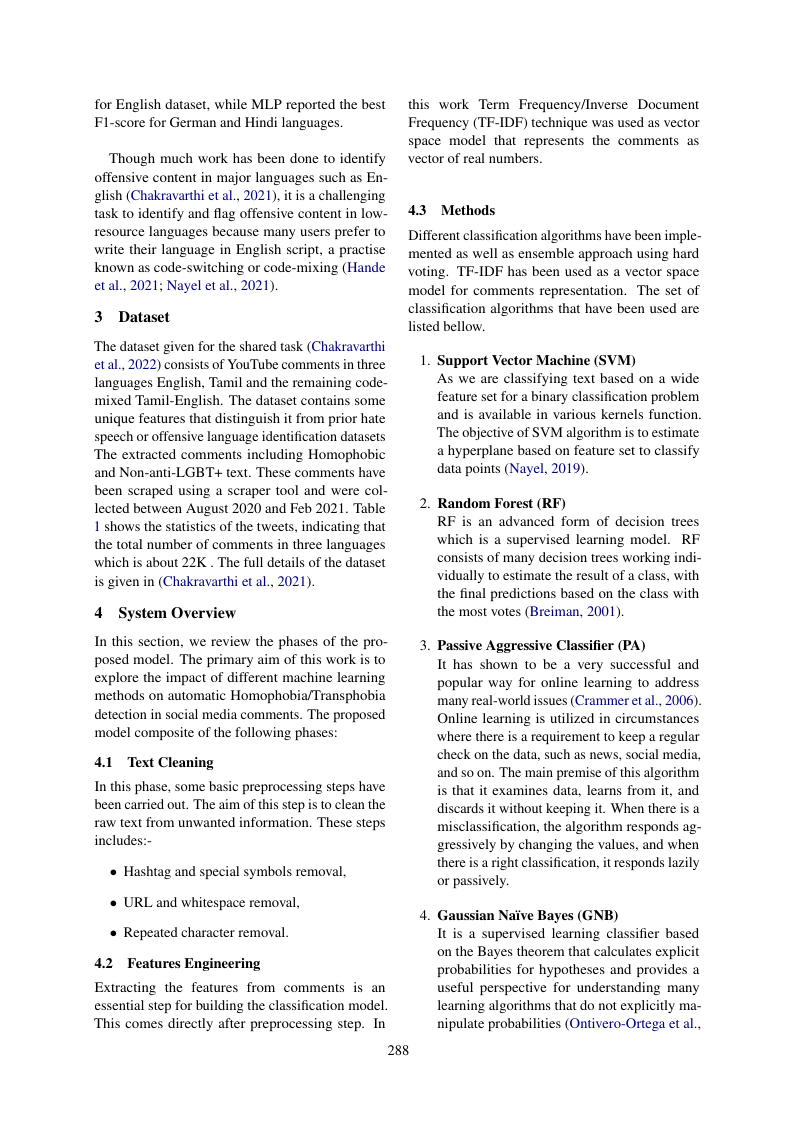 for English dataset, while MLP reported the best
F1-score for German and Hindi languages.
Though much work has been done to identify
offensive content in major languages such as En-
glish (Chakravarthi et al., 2021), it is a challenging
task to identify and flag offensive content in low-
resource languages because many users prefer to
write their language in English script, a practise
known as code-switching or code-mixing (Hande
et al., 2021; Nayel et al., 2021).
3 Dataset
The dataset given for the shared task (Chakravarthi
et al., 2022) consists of YouTube comments in three
languages English, Tamil and the remaining code-
mixed Tamil-English. The dataset contains some
unique features that distinguish it from prior hate
speech or offensive language identification datasets
The extracted comments including Homophobic
and Non-anti-LGBT+ text. These comments have
been scraped using a scraper tool and were col-
lected between August 2020 and Feb 2021. Table
1 shows the statistics of the tweets, indicating that
the total number of comments in three languages
which is about 22K . The full details of the dataset
is given in (Chakravarthi et al., 2021).
4 System Overview
In this section, we review the phases of the pro-
posed model. The primary aim of this work is to
explore the impact of different machine learning
methods on automatic Homophobia/Transphobia
detection in social media comments. The proposed
model composite of the following phases:
4.1 Text Cleaning
In this phase, some basic preprocessing steps have
been carried out. The aim of this step is to clean the
raw text from unwanted information. These steps
includes:-
• Hashtag and special symbols removal,
• URL and whitespace removal,
• Repeated character removal.
4.2 Features Engineering
Extracting the features from comments is an
essential step for building the classification model.
This comes directly after preprocessing step. In
this work Term Frequency/Inverse Document
Frequency (TF-IDF) technique was used as vector
space model that represents the comments as
vector of real numbers.
4.3 Methods
Different classification algorithms have been imple-
mented as well as ensemble approach using hard
voting. TF-IDF has been used as a vector space
model for comments representation. The set of
classification algorithms that have been used are
listed bellow.
1. Support Vector Machine (SVM)
As we are classifying text based on a wide
feature set for a binary classification problem
and is available in various kernels function.
The objective of SVM algorithm is to estimate
a hyperplane based on feature set to classify
data points (Nayel, 2019).
2. Random Forest (RF)
RF is an advanced form of decision trees
which is a supervised learning model. RF
consists of many decision trees working indi-
vidually to estimate the result of a class, with
the final predictions based on the class with
the most votes (Breiman, 2001).
3. Passive Aggressive Classifier (PA)
It has shown to be a very successful and
popular way for online learning to address
many real-world issues (Crammer et al., 2006).
Online learning is utilized in circumstances
where there is a requirement to keep a regular
check on the data, such as news, social media,
and so on. The main premise of this algorithm
is that it examines data, learns from it, and
discards it without keeping it. When there is a
misclassification, the algorithm responds ag-
gressively by changing the values, and when
there is a right classification, it responds lazily
or passively.
4. Gaussian Naïve Bayes (GNB)
It is a supervised learning classifier based
on the Bayes theorem that calculates explicit
probabilities for hypotheses and provides a
useful perspective for understanding many
learning algorithms that do not explicitly ma-
nipulate probabilities (Ontivero-Ortega et al.,
288